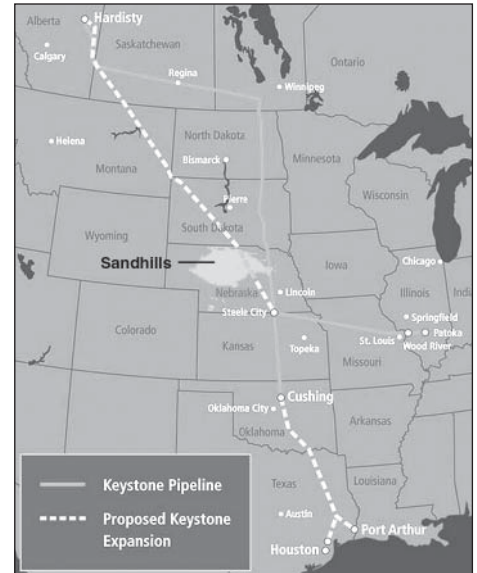 Alberta
Hardisty
Saskatchewan
Calgary
Ontario
Regina
Winnipeg
Helena
North Dakota
Minnesota
Bismarck
Montana
Wisconsin
Pierre
South Dakota
Wyoming
Sandhills
Iowa
Chicago
Nebraska
Lincoln
Illinois
Indi
Steele City
Springfield
Patoka
Colorado
Kansas
St. Louis
Wood River
Topeka
Missouri
Cushing
Oklahoma City
Arkansas
Oklahoma
Texas
Louisiana
Austin
Port Arthur
Houston
Keystone Pipeline
Proposed Keystone
Expansion